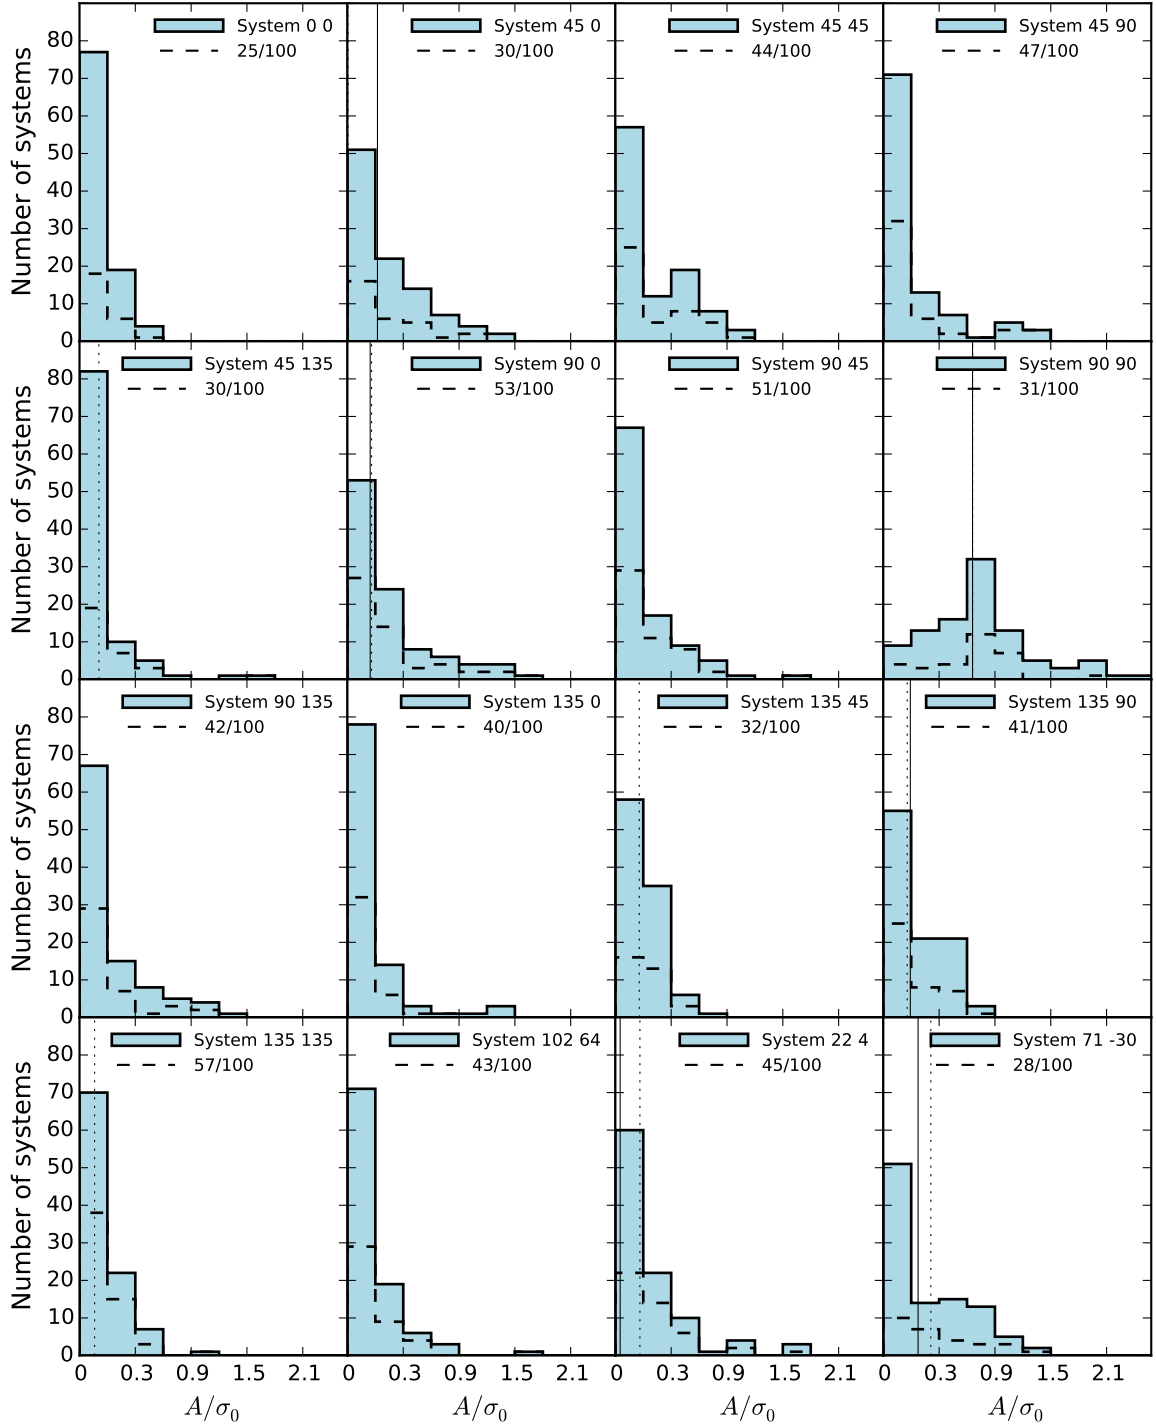 System 0 0
25/100
System 45 0
30/100
System 45 45
44/100
System 45 90
47/100
Number of systems
80
70
60
50
40
30
20
10
0
System 45 135
30/100
System 90 0
53/100
System 90 45
51/100
System 90 90
31/100
Number of systems
80
70
60
50
40
30
20
10
0
System 90 135
42/100
System 135 0
40/100
System 135 45
32/100
System 135 90
41/100
Number of systems
80
70
60
50
40
30
20
10
0
System 135 135
57/100
System 102 64
43/100
System 22 4
45/100
System 71 -30
28/100
Number of systems
80
70
60
50
40
30
20
10
0
0 0.3 0.9 1.5 2.1
0 0.3 0.9 1.5 2.1
0 0.3 0.9 1.5 2.1
0 0.3 0.9 1.5 2.1
A/σ₀
A/σ₀
A/σ₀
A/σ₀